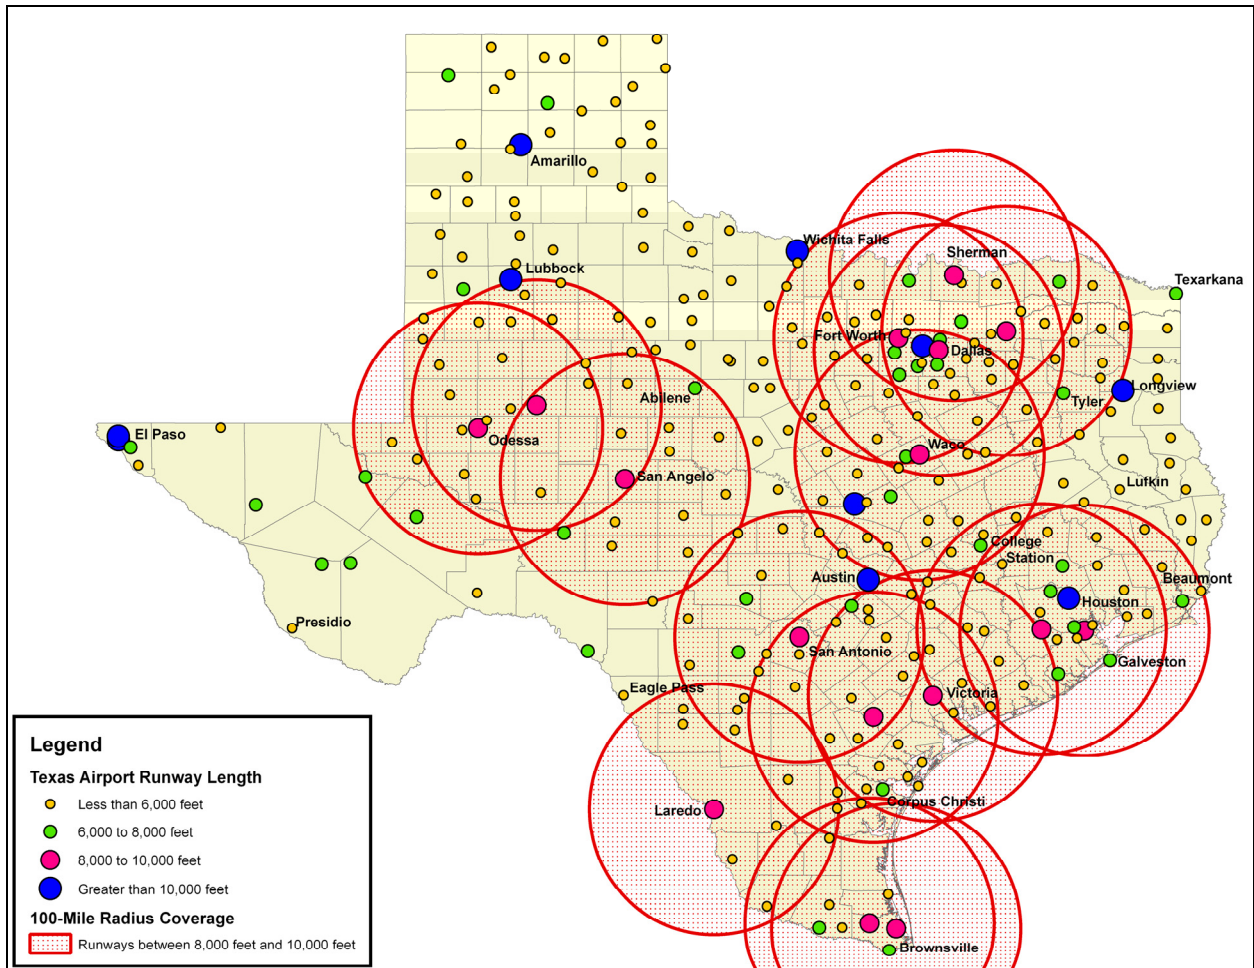 Amarillo
Wichita Falls
Sherman
Lubbock
Texarkana
Fort Worth
Dallas
Longview
Abilene
Tyler
El Paso
Odessa
Waco
San Angelo
Lufkin
College
Station
Austin
Beaumont
Houston
Presidio
San Antonio
Galveston
Eagle Pass
Victoria
Laredo
Corpus Christi
Brownsville
Legend
Texas Airport Runway Length
Less than 6,000 feet
6,000 to 8,000 feet
8,000 to 10,000 feet
Greater than 10,000 feet
100-Mile Radius Coverage
Runways between 8,000 feet and 10,000 feet